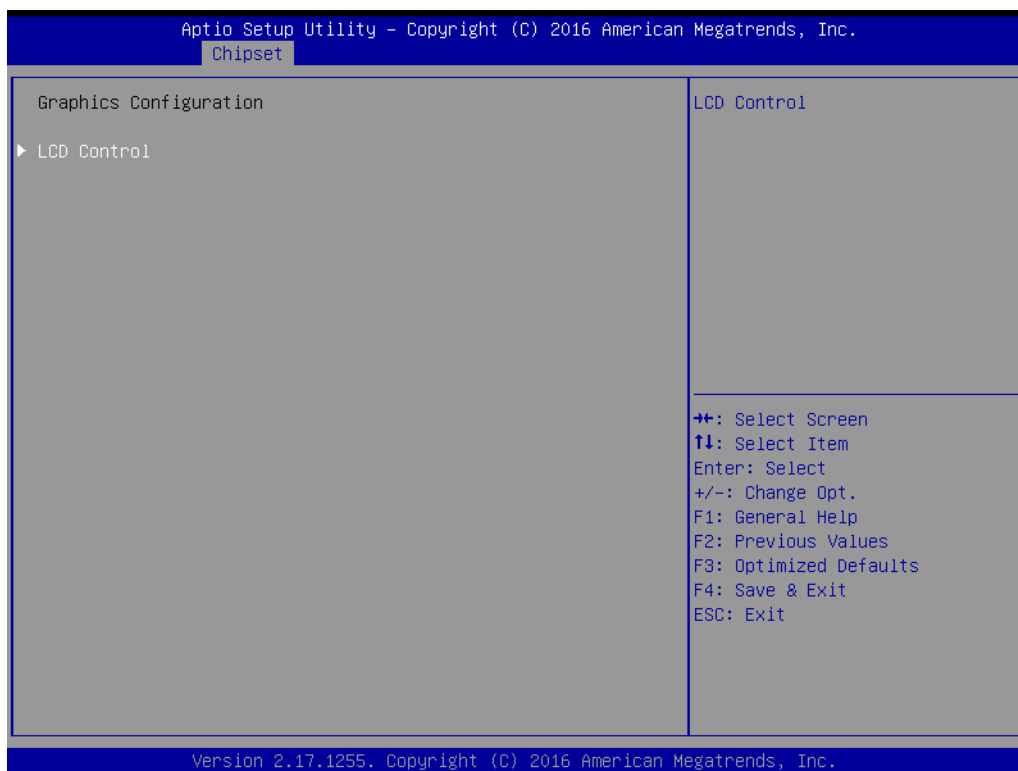 Aptio Setup Utility – Copyright (C) 2016 American Megatrends, Inc.
Chipset
Graphics Configuration
► LCD Control
LCD Control
→←: Select Screen
↑↓: Select Item
Enter: Select
+/-: Change Opt.
F1: General Help
F2: Previous Values
F3: Optimized Defaults
F4: Save & Exit
ESC: Exit
Version 2.17.1255. Copyright (C) 2016 American Megatrends, Inc.